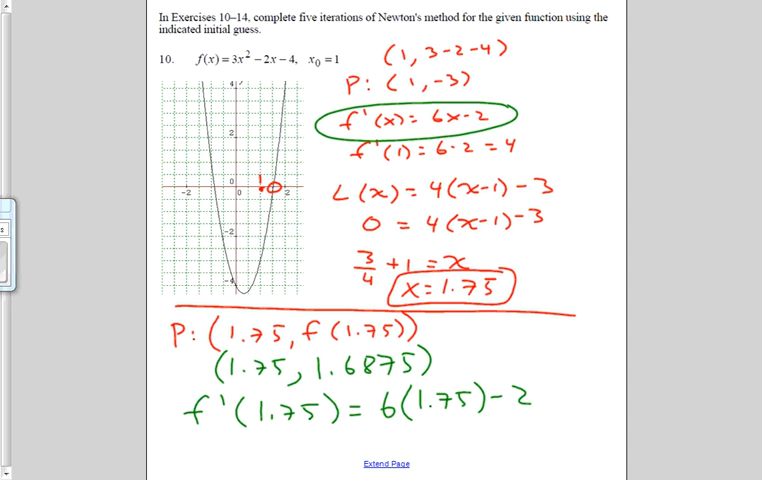 In Exercises 10–14, complete five iterations of Newton's method for the given function using the
indicated initial guess.
10. f(x) = 3x² − 2x − 4, x₀ = 1
(1, 3-2-4)
P: (1, -3)
f'(x) = 6x-2
f'(1) = 6·2 = 4
L(x) = 4(x-1) - 3
0 = 4(x-1) - 3
3/4 + 1 = x
x = 1.75
4
2
0
-2 0 2
-2
-4
P: (1.75, f(1.75))
(1.75, 1.6875)
f'(1.75) = 6(1.75) - 2
Extend Page